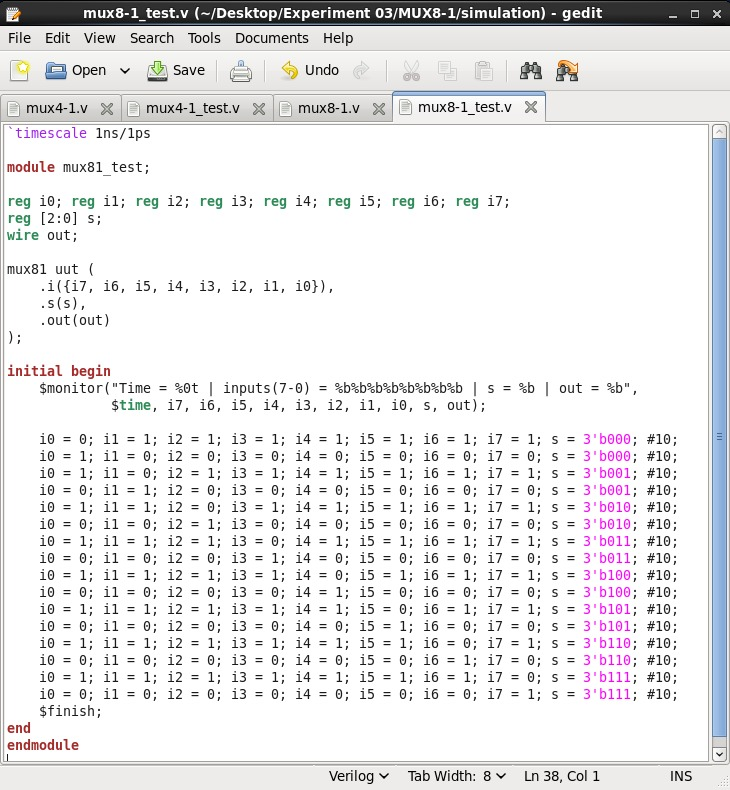 mux8-1_test.v (~/Desktop/Experiment 03/MUX8-1/simulation) - gedit
File Edit View Search Tools Documents Help
Open Save Undo
mux4-1.v mux4-1_test.v mux8-1.v mux8-1_test.v
`timescale 1ns/1ps
module mux81_test;
reg i0; reg i1; reg i2; reg i3; reg i4; reg i5; reg i6; reg i7;
reg [2:0] s;
wire out;
mux81 uut (
.i({i7, i6, i5, i4, i3, i2, i1, i0}),
.s(s),
.out(out)
);
initial begin
$monitor("Time = %0t | inputs(7-0) = %b%b%b%b%b%b%b%b | s = %b | out = %b",
$time, i7, i6, i5, i4, i3, i2, i1, i0, s, out);
i0 = 0; i1 = 1; i2 = 1; i3 = 1; i4 = 1; i5 = 1; i6 = 1; i7 = 1; s = 3'b000; #10;
i0 = 1; i1 = 0; i2 = 0; i3 = 0; i4 = 0; i5 = 0; i6 = 0; i7 = 0; s = 3'b000; #10;
i0 = 1; i1 = 0; i2 = 1; i3 = 1; i4 = 1; i5 = 1; i6 = 1; i7 = 1; s = 3'b001; #10;
i0 = 0; i1 = 1; i2 = 0; i3 = 0; i4 = 0; i5 = 0; i6 = 0; i7 = 0; s = 3'b001; #10;
i0 = 1; i1 = 1; i2 = 0; i3 = 1; i4 = 1; i5 = 1; i6 = 1; i7 = 1; s = 3'b010; #10;
i0 = 0; i1 = 0; i2 = 1; i3 = 0; i4 = 0; i5 = 0; i6 = 0; i7 = 0; s = 3'b010; #10;
i0 = 1; i1 = 1; i2 = 1; i3 = 0; i4 = 1; i5 = 1; i6 = 1; i7 = 1; s = 3'b011; #10;
i0 = 0; i1 = 0; i2 = 0; i3 = 1; i4 = 0; i5 = 0; i6 = 0; i7 = 0; s = 3'b011; #10;
i0 = 1; i1 = 1; i2 = 1; i3 = 1; i4 = 0; i5 = 1; i6 = 1; i7 = 1; s = 3'b100; #10;
i0 = 0; i1 = 0; i2 = 0; i3 = 0; i4 = 1; i5 = 0; i6 = 0; i7 = 0; s = 3'b100; #10;
i0 = 1; i1 = 1; i2 = 1; i3 = 1; i4 = 1; i5 = 0; i6 = 1; i7 = 1; s = 3'b101; #10;
i0 = 0; i1 = 0; i2 = 0; i3 = 0; i4 = 0; i5 = 1; i6 = 0; i7 = 0; s = 3'b101; #10;
i0 = 1; i1 = 1; i2 = 1; i3 = 1; i4 = 1; i5 = 1; i6 = 0; i7 = 1; s = 3'b110; #10;
i0 = 0; i1 = 0; i2 = 0; i3 = 0; i4 = 0; i5 = 0; i6 = 1; i7 = 0; s = 3'b110; #10;
i0 = 1; i1 = 1; i2 = 1; i3 = 1; i4 = 1; i5 = 1; i6 = 1; i7 = 0; s = 3'b111; #10;
i0 = 0; i1 = 0; i2 = 0; i3 = 0; i4 = 0; i5 = 0; i6 = 0; i7 = 1; s = 3'b111; #10;
$finish;
end
endmodule
Verilog Tab Width: 8 Ln 38, Col 1 INS